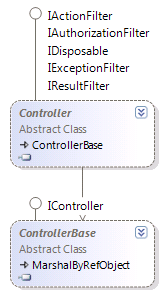 IActionFilter
IAuthorizationFilter
IDisposable
IExceptionFilter
IResultFilter
Controller
Abstract Class
ControllerBase
IController
ControllerBase
Abstract Class
MarshalByRefObject